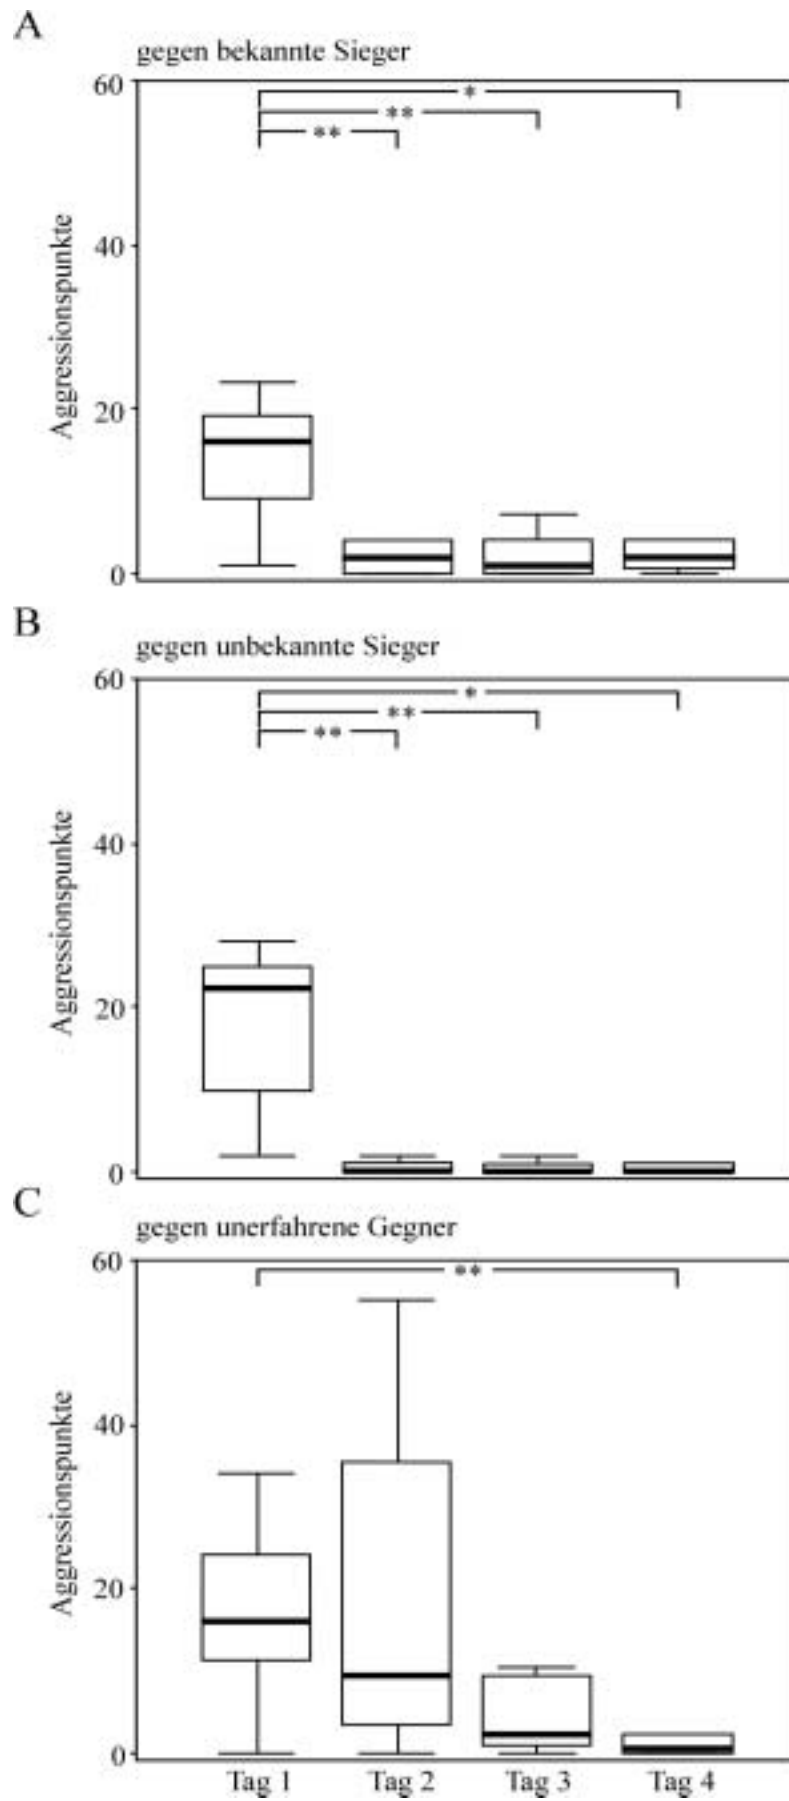 A
gegen bekannte Sieger
60
*
**
**
40
Aggressionspunkte
20
0
B
gegen unbekannte Sieger
60
*
**
**
40
Aggressionspunkte
20
0
C
gegen unerfahrene Gegner
60
**
40
Aggressionspunkte
20
0
Tag 1 Tag 2 Tag 3 Tag 4